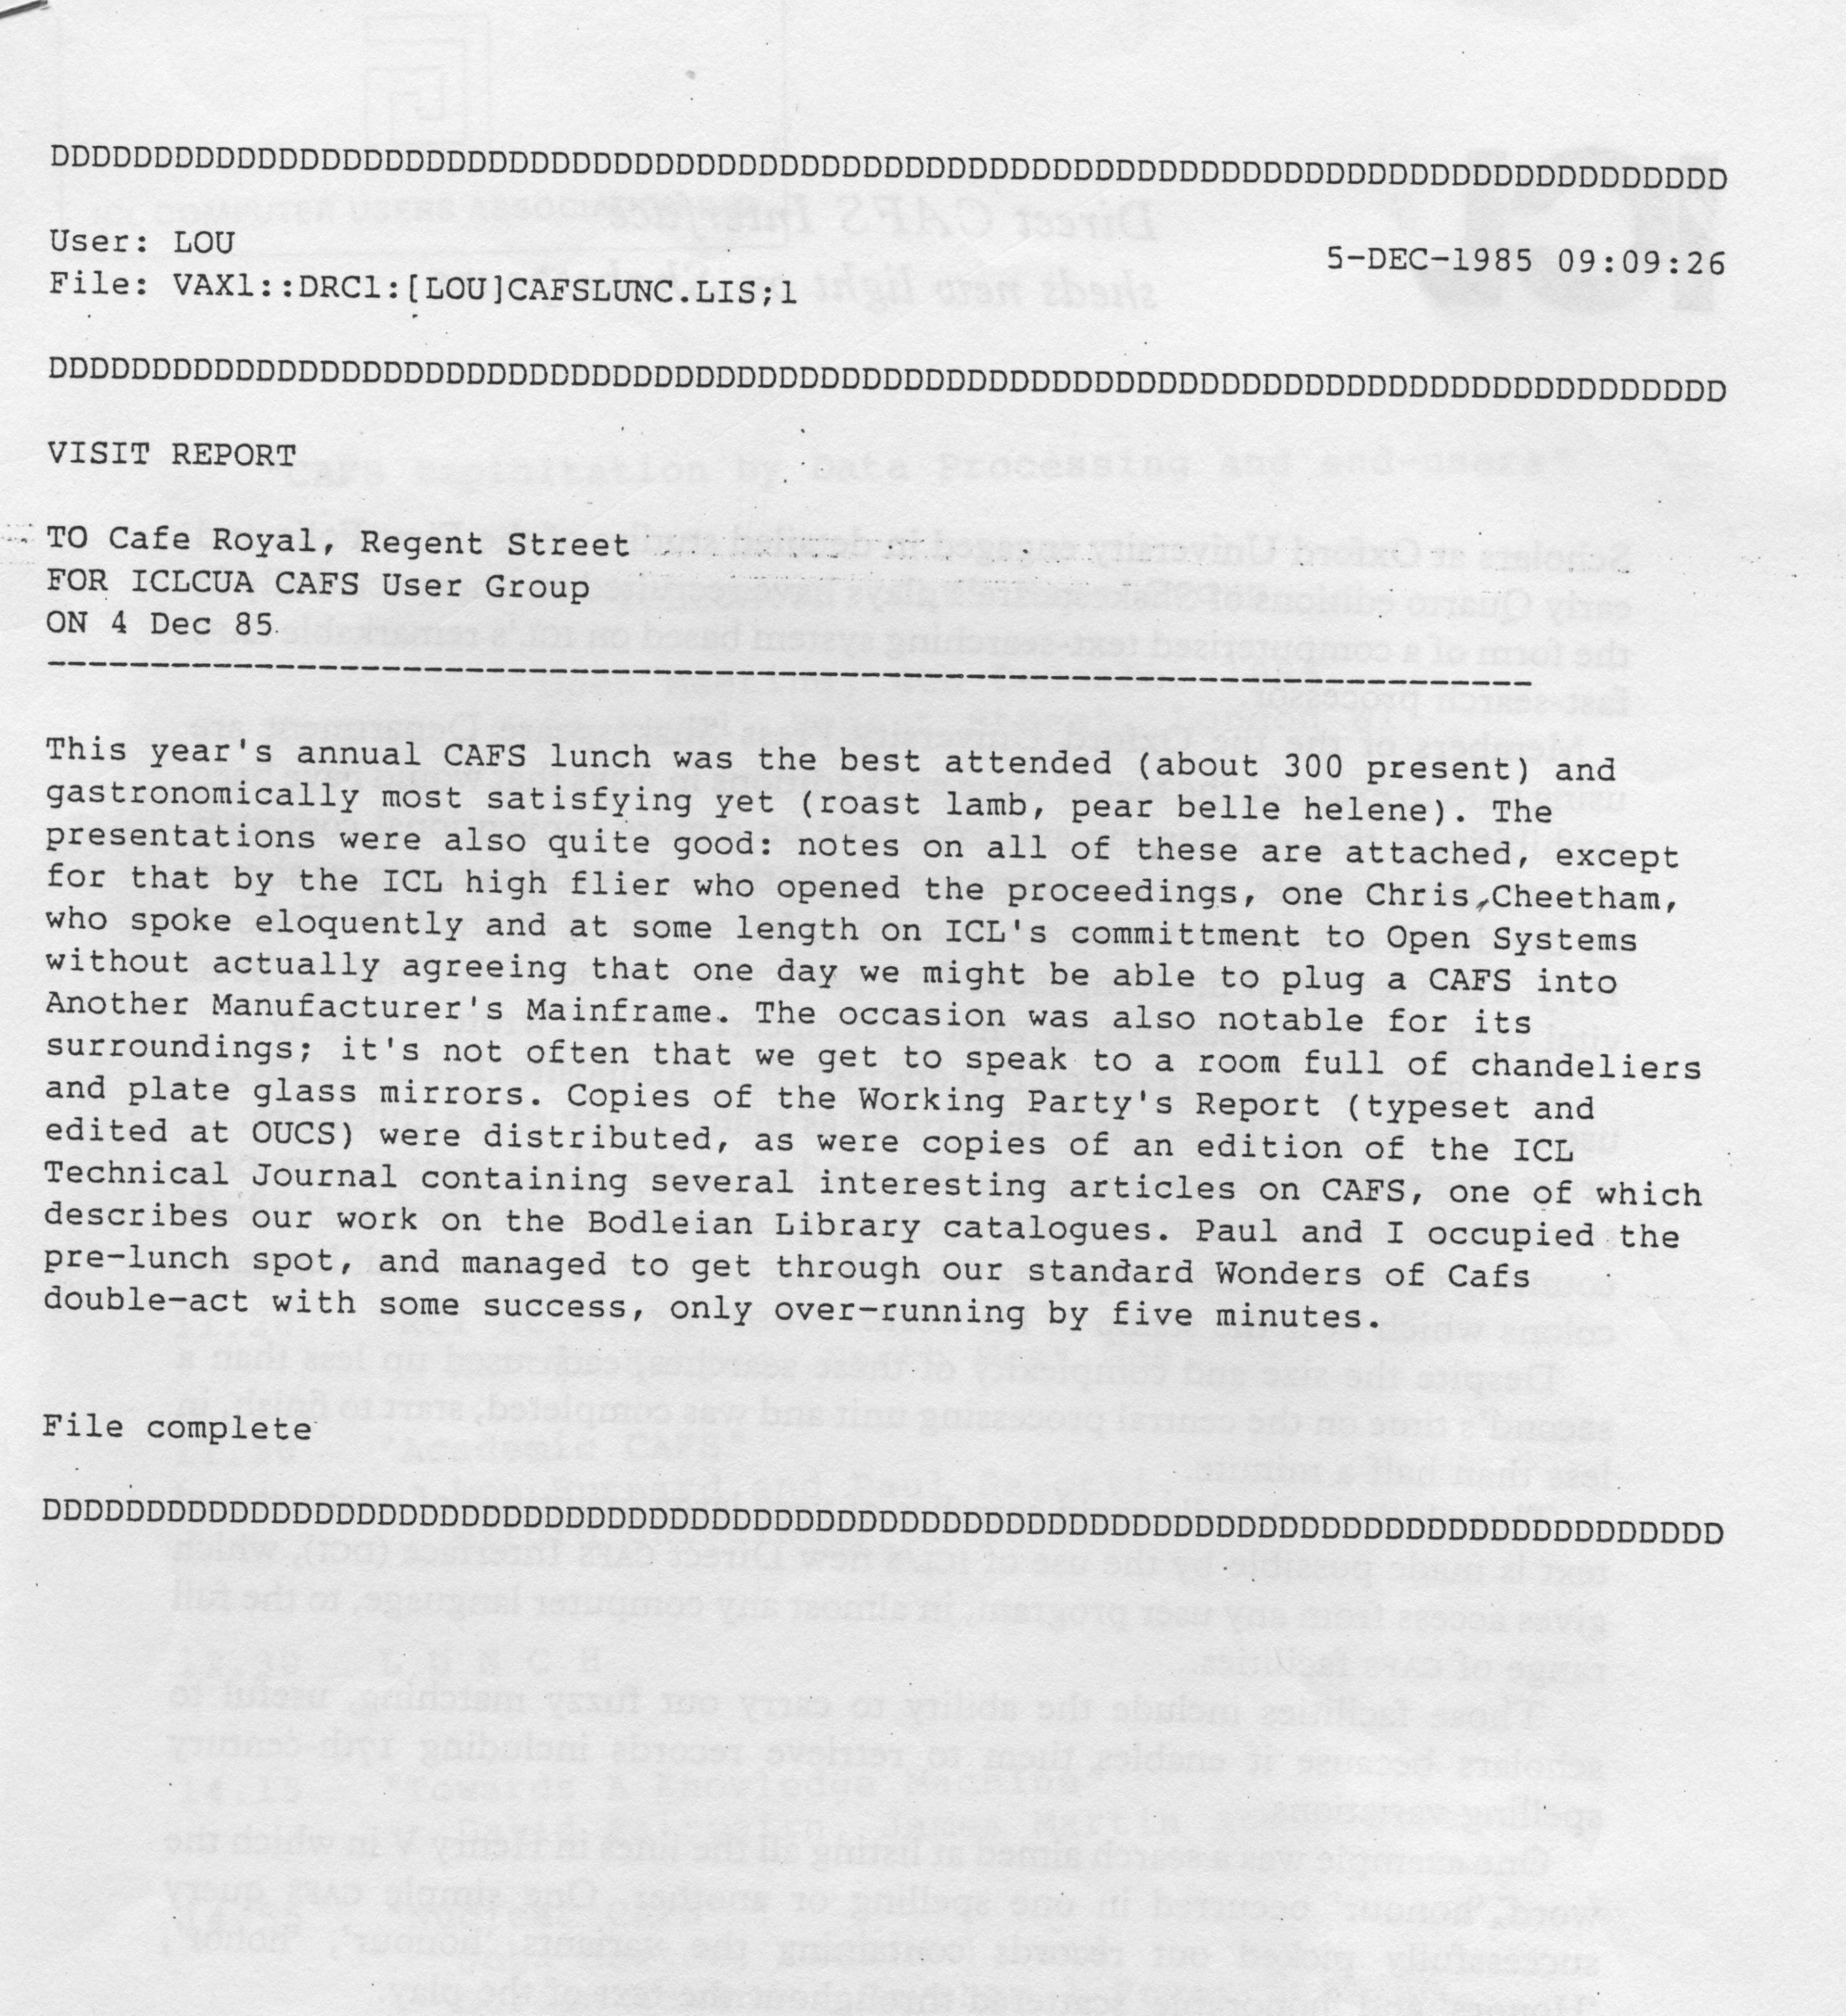 DDDDDDDDDDDDDDDDDDDDDDDDDDDDDDDDDDDDDDDDDDDDDDDDDDDDDDDDDDDDDDDDDDDDDDDDDDDDDDDD
User: LOU
5-DEC-1985 09:09:26
File: VAX1::DRC1:[LOU]CAFSLUNC.LIS;1
DDDDDDDDDDDDDDDDDDDDDDDDDDDDDDDDDDDDDDDDDDDDDDDDDDDDDDDDDDDDDDDDDDDDDDDDDDDDDDDD
VISIT REPORT
TO Cafe Royal, Regent Street
FOR ICLCUA CAFS User Group
ON 4 Dec 85
-----------------------------------------------------------------------
This year's annual CAFS lunch was the best attended (about 300 present) and
gastronomically most satisfying yet (roast lamb, pear belle helene). The
presentations were also quite good: notes on all of these are attached, except
for that by the ICL high flier who opened the proceedings, one Chris Cheetham,
who spoke eloquently and at some length on ICL's committment to Open Systems
without actually agreeing that one day we might be able to plug a CAFS into
Another Manufacturer's Mainframe. The occasion was also notable for its
surroundings; it's not often that we get to speak to a room full of chandeliers
and plate glass mirrors. Copies of the Working Party's Report (typeset and
edited at OUCS) were distributed, as were copies of an edition of the ICL
Technical Journal containing several interesting articles on CAFS, one of which
describes our work on the Bodleian Library catalogues. Paul and I occupied the
pre-lunch spot, and managed to get through our standard Wonders of Cafs
double-act with some success, only over-running by five minutes.
File complete
DDDDDDDDDDDDDDDDDDDDDDDDDDDDDDDDDDDDDDDDDDDDDDDDDDDDDDDDDDDDDDDDDDDDDDDDDDDDDDDD